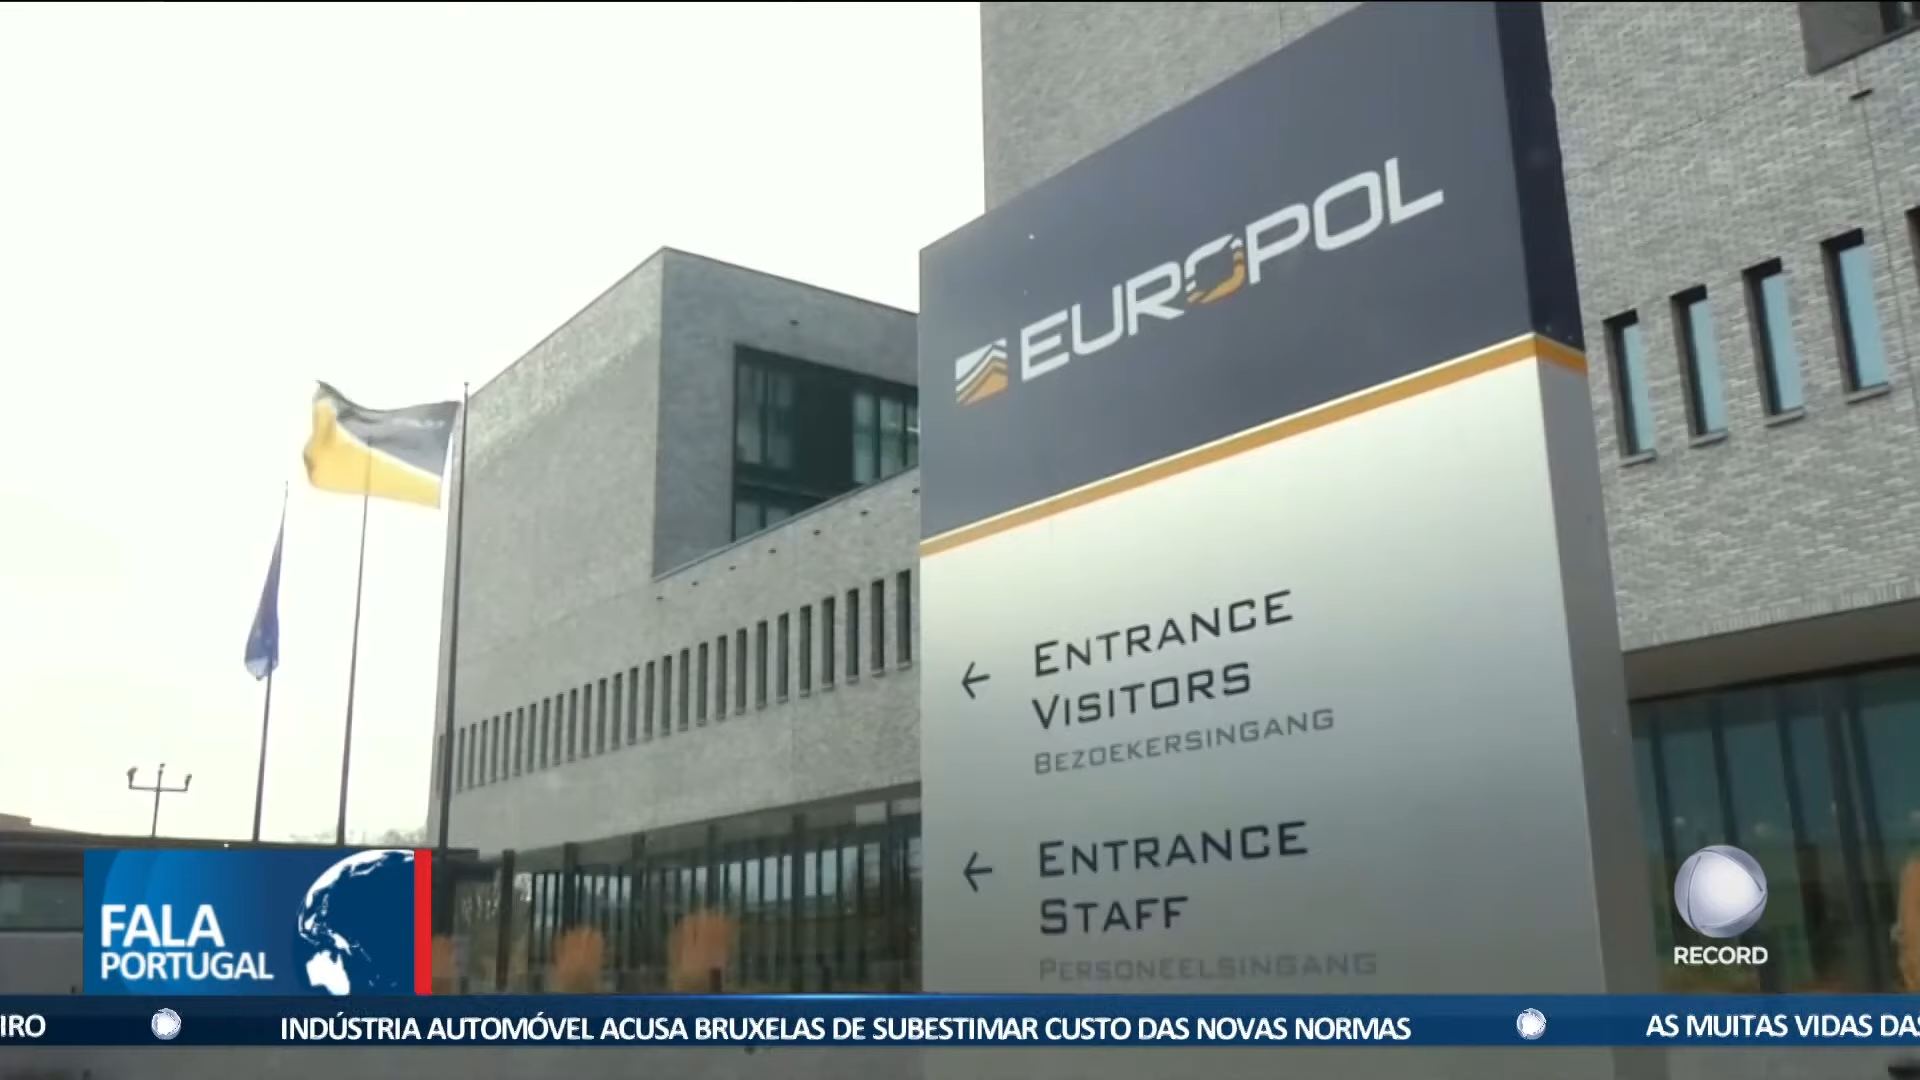 EUROPOL
ENTRANCE
VISITORS
BEZOEKERSINGANG
ENTRANCE
STAFF
PERSONEELSINGANG
FALA
PORTUGAL
RECORD
IRO
INDÚSTRIA AUTOMÓVEL ACUSA BRUXELAS DE SUBESTIMAR CUSTO DAS NOVAS NORMAS
AS MUITAS VIDAS DAS